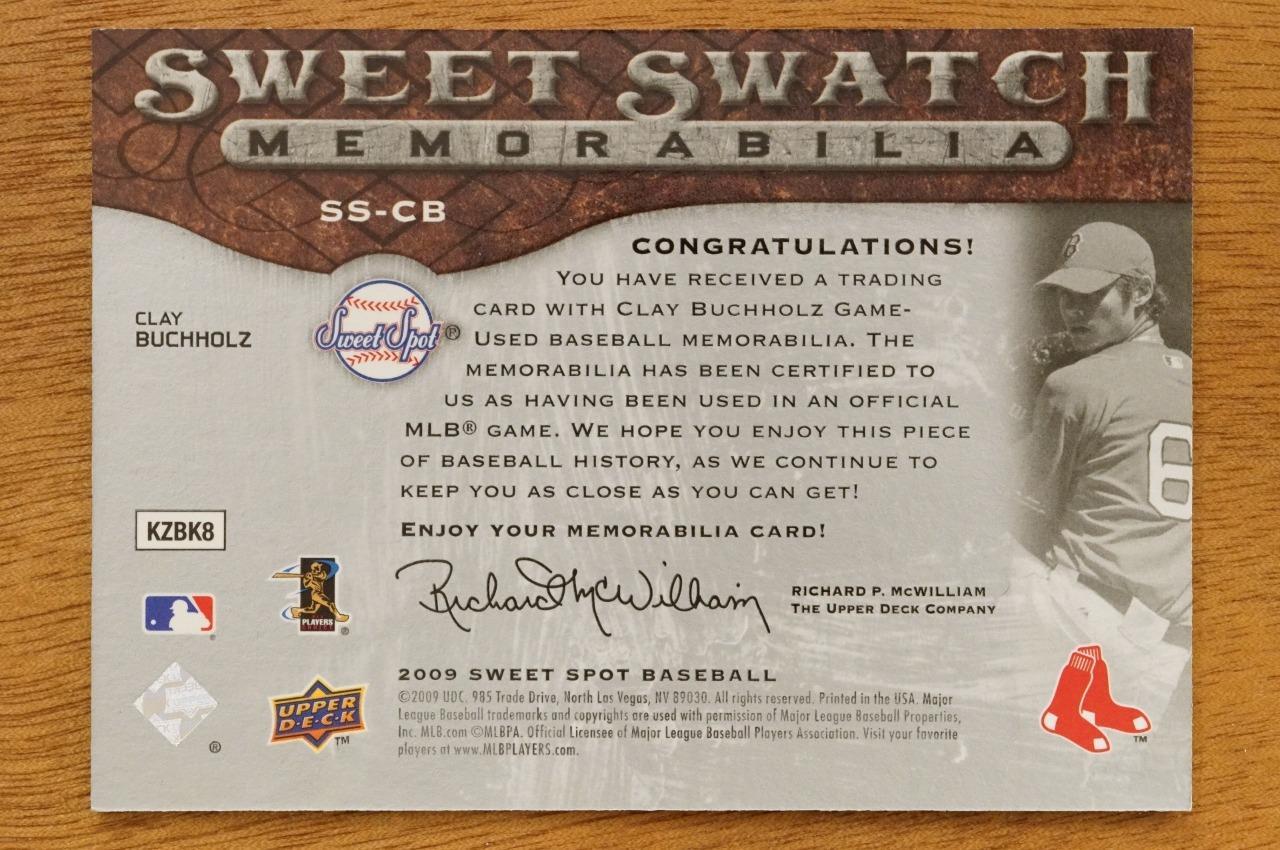 SWEET SWATCH
MEMORABILIA
SS-CB
CONGRATULATIONS!
YOU HAVE RECEIVED A TRADING
CARD WITH CLAY BUCHHOLZ GAME-
USED BASEBALL MEMORABILIA. THE
MEMORABILIA HAS BEEN CERTIFIED TO
US AS HAVING BEEN USED IN AN OFFICIAL
MLB® GAME. WE HOPE YOU ENJOY THIS PIECE
OF BASEBALL HISTORY, AS WE CONTINUE TO
KEEP YOU AS CLOSE AS YOU CAN GET!
ENJOY YOUR MEMORABILIA CARD!
CLAY
BUCHHOLZ
Sweet Spot®
B
6
KZBK8
PLAYERS
CHOICE
®
®
Richard McWilliam
RICHARD P. MCWILLIAM
THE UPPER DECK COMPANY
2009 SWEET SPOT BASEBALL
©2009 UDC. 985 Trade Drive, North Las Vegas, NV 89030. All rights reserved. Printed in the USA. Major
League Baseball trademarks and copyrights are used with permission of Major League Baseball Properties,
Inc. MLB.com ©MLBPA. Official Licensee of Major League Baseball Players Association. Visit your favorite
players at www.MLBPLAYERS.com.
®
UPPER
D·E·C·K
TM
TM